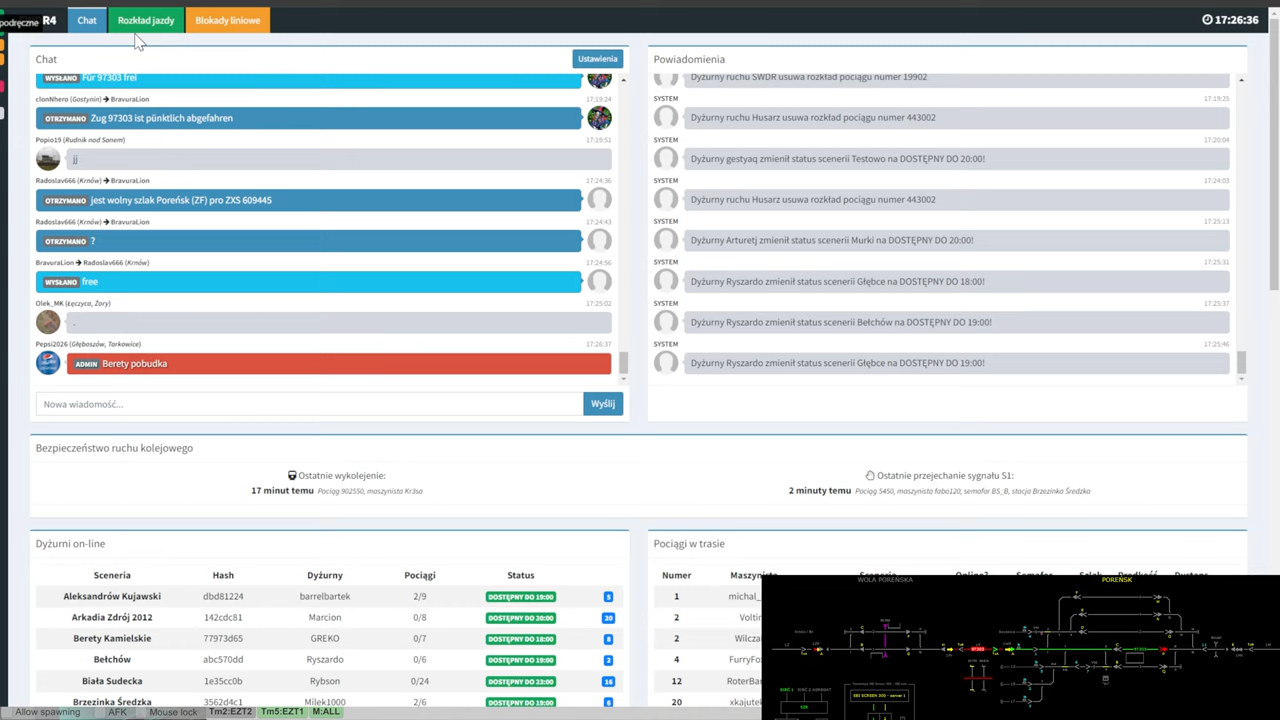 podręczne R4 Chat Rozkład jazdy Blokady liniowe 17:26:36
Chat Ustawienia
WYSŁANO Für 97303 frei
clonNhero (Gostynin) → BravuraLion 17:19:24
OTRZYMANO Zug 97303 ist pünktlich abgefahren
Popio19 (Rudnik nad Sanem) 17:19:51
jj
Radoslav666 (Krnów) → BravuraLion 17:24:36
OTRZYMANO jest wolny szlak Poreńsk (ZF) pro ZXS 609445
Radoslav666 (Krnów) → BravuraLion 17:24:43
OTRZYMANO ?
BravuraLion → Radoslav666 (Krnów) 17:24:56
WYSŁANO free
Olek_MK (Łęczyca, Żory) 17:25:02
.
Pepsi2026 (Głęboszów, Tarkowice) 17:26:37
ADMIN Berety pobudka
Nowa wiadomość... Wyślij
Powiadomienia
Dyżurny ruchu SWDR usuwa rozkład pociągu numer 19902
SYSTEM 17:19:25
Dyżurny ruchu Husarz usuwa rozkład pociągu numer 443002
SYSTEM 17:20:04
Dyżurny gestyaq zmienił status scenerii Testowo na DOSTĘPNY DO 20:00!
SYSTEM 17:24:03
Dyżurny ruchu Husarz usuwa rozkład pociągu numer 443002
SYSTEM 17:25:13
Dyżurny Arturetj zmienił status scenerii Murki na DOSTĘPNY DO 20:00!
SYSTEM 17:25:31
Dyżurny Ryszardo zmienił status scenerii Głębce na DOSTĘPNY DO 18:00!
SYSTEM 17:25:37
Dyżurny Ryszardo zmienił status scenerii Bełchów na DOSTĘPNY DO 19:00!
SYSTEM 17:25:46
Dyżurny Ryszardo zmienił status scenerii Głębce na DOSTĘPNY DO 19:00!
Bezpieczeństwo ruchu kolejowego
Ostatnie wykolejenie:
17 minut temu Pociąg 902550, maszynista Kr3sa
Ostatnie przejechanie sygnału S1:
2 minuty temu Pociąg 5450, maszynista fabo120, semafor BS_B, stacja Brzezinka Średzka
Dyżurni on-line
Sceneria Hash Dyżurny Pociągi Status
Aleksandrów Kujawski dbd81224 barrelbartek 2/9 DOSTĘPNY DO 19:00 5
Arkadia Zdrój 2012 142cdc81 Marcion 0/8 DOSTĘPNY DO 20:00 20
Berety Kamielskie 77973d65 GREKO 0/7 DOSTĘPNY DO 18:00 8
Bełchów abc570dd Ryszardo 0/6 DOSTĘPNY DO 19:00 2
Biała Sudecka 1e35cc0b Rybson 0/24 DOSTĘPNY DO 23:00 16
Brzezinka Średzka 3562d4c1 Milek1000 2/6 DOSTĘPNY DO 19:00 6
Pociągi w trasie
Numer Maszynis
1 michal_
2 Voltin
2 Wilcza
4 FurryFox
12 RoterBar
20 xkajutek
WOLA POREŃSKA POREŃSK
Allow spawning AFK Mouse lock Tm2:EZT2 Tm5:EZT1 M:ALL